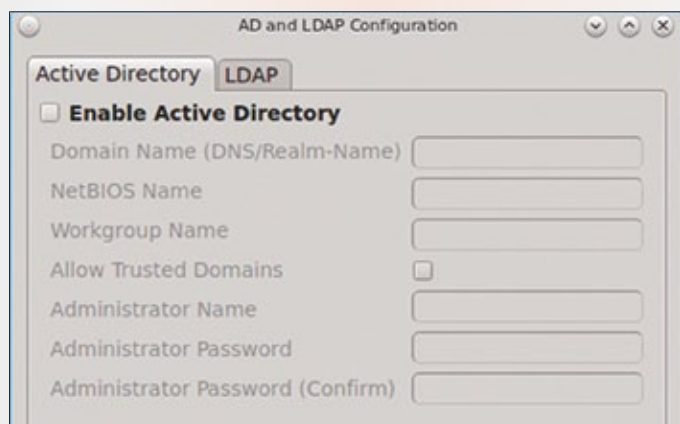 AD and LDAP Configuration
Active Directory LDAP
Enable Active Directory
Domain Name (DNS/Realm-Name)
NetBIOS Name
Workgroup Name
Allow Trusted Domains
Administrator Name
Administrator Password
Administrator Password (Confirm)